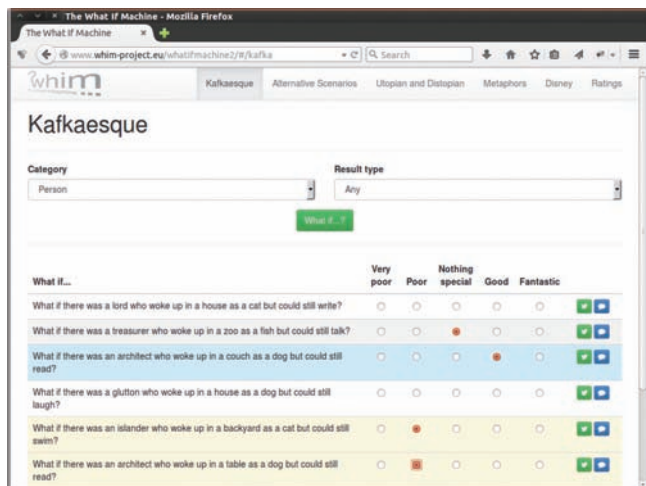 The What If Machine - Mozilla Firefox
The What If Machine
www.whim-project.eu/whatifmachine2/#/kafka
Search
whim
Kafkaesque Alternative Scenarios Utopian and Distopian Metaphors Disney Ratings
Kafkaesque
Category Result type
Person Any
What if...?
What if... Very poor Poor Nothing special Good Fantastic
What if there was a lord who woke up in a house as a cat but could still write?
What if there was a treasurer who woke up in a zoo as a fish but could still talk?
What if there was an architect who woke up in a couch as a dog but could still
read?
What if there was a glutton who woke up in a house as a dog but could still
laugh?
What if there was an islander who woke up in a backyard as a cat but could still
swim?
What if there was an architect who woke up in a table as a dog but could still
read?